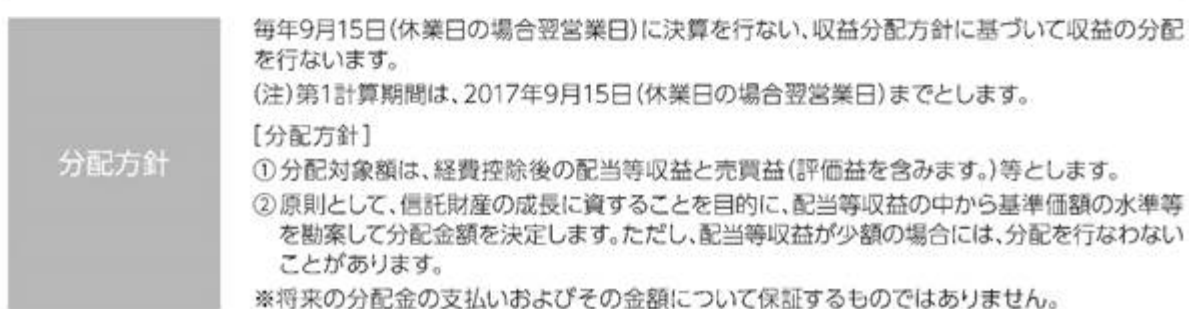 分配方針
毎年9月15日(休業日の場合翌営業日)に決算を行ない、収益分配方針に基づいて収益の分配
を行ないます。
(注)第1計算期間は、2017年9月15日(休業日の場合翌営業日)までとします。
[分配方針]
①分配対象額は、経費控除後の配当等収益と売買益(評価益を含みます。)等とします。
②原則として、信託財産の成長に資することを目的に、配当等収益の中から基準価額の水準等
を勘案して分配金額を決定します。ただし、配当等収益が少額の場合には、分配を行なわない
ことがあります。
※将来の分配金の支払いおよびその金額について保証するものではありません。